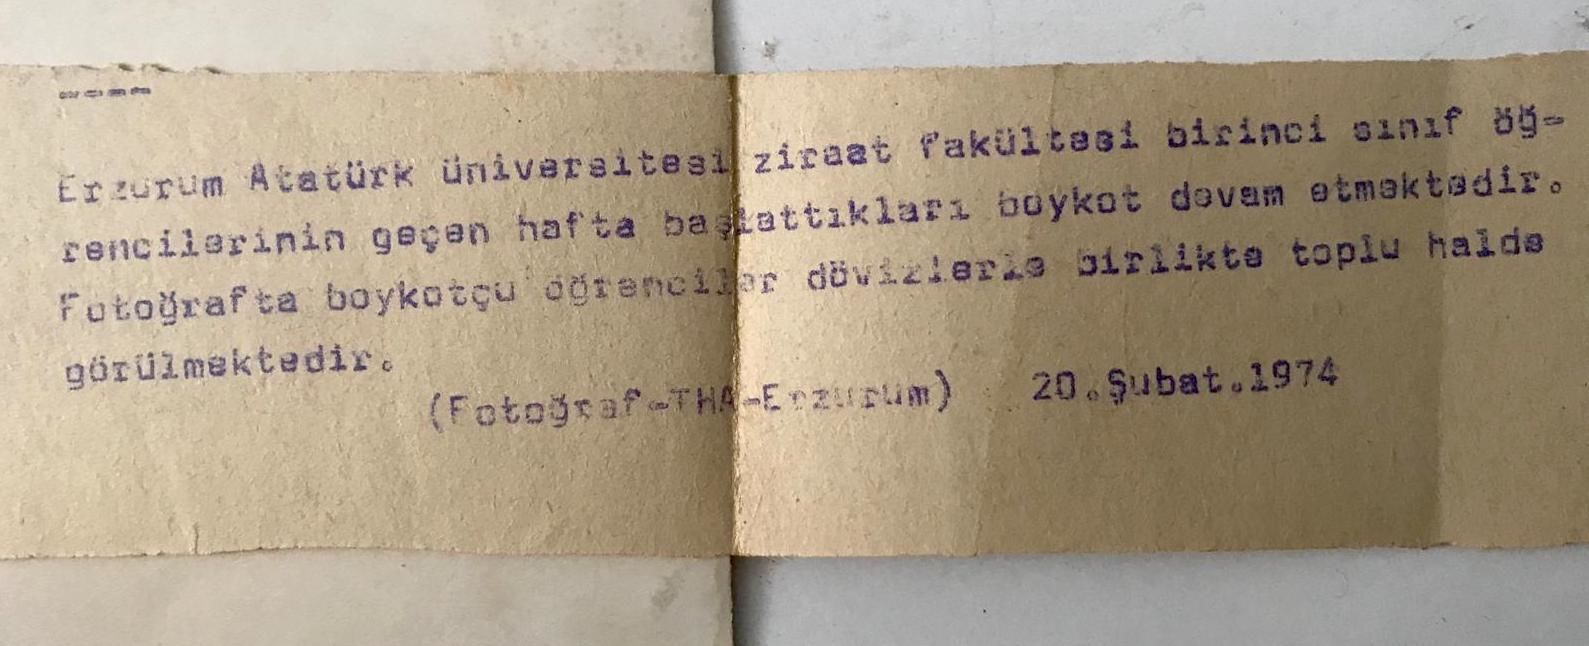 -----
Erzurum Atatürk üniversitesi ziraat fakültesi birinci sınıf öğ-
rencilerinin geçen hafta başlattıkları boykot devam etmektedir.
Fotoğrafta boykotçu öğrenciler dövizlerle birlikte toplu halde
görülmektedir.
(Fotoğraf-THA-Erzurum) 20.Şubat.1974